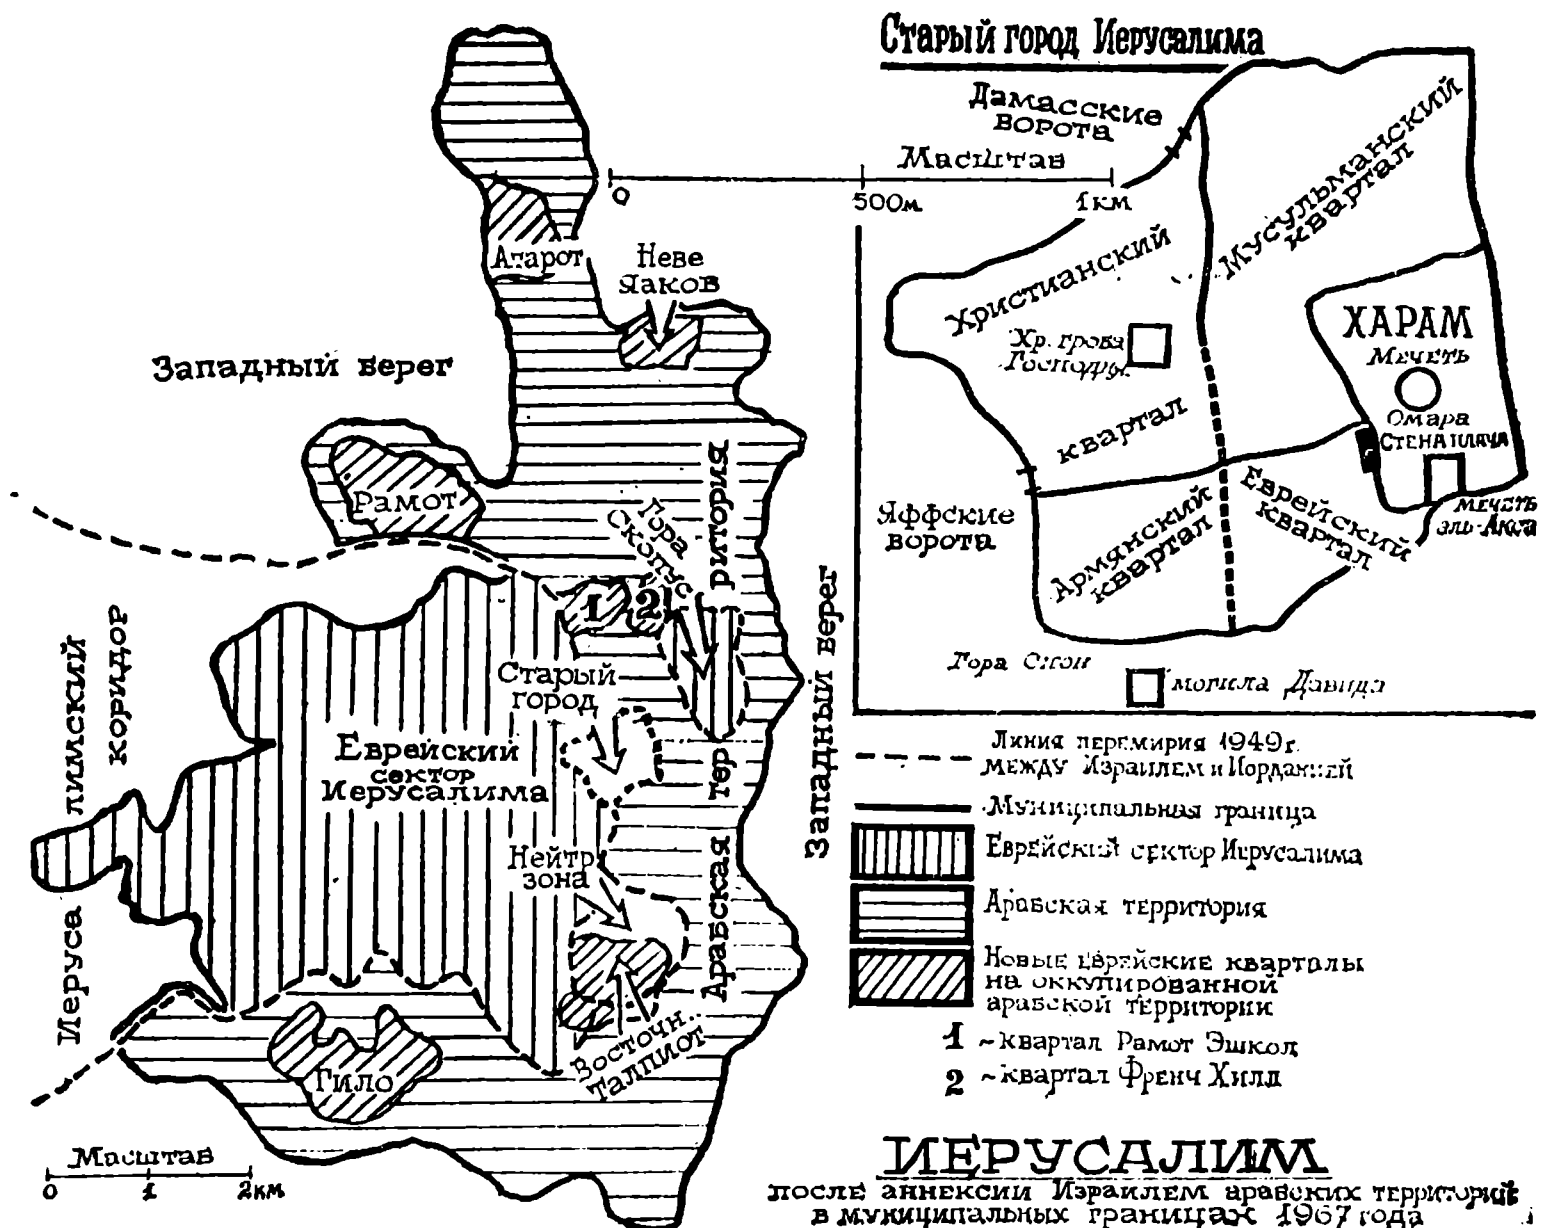 Старый город Иерусалима
Дамасские
ворота
Масштав
0
500м
1км
Мусульманский
квартал
Христианский
квартал
Хр. гроба
Господня
ХАРАМ
Мечеть
Омара
СТЕНА ПЛАЧА
мечеть
эль-Акса
Яффские
ворота
Армянский
квартал
Еврейский
квартал
Гора Сион
могила Давида
Атарот
Неве
Яаков
Западный берег
Рамот
Гора
Скопус
1
2
Старый
город
Еврейский
сектор
Иерусалима
Нейтр.
зона
Арабская территория
Западный берег
Иерусалимский
коридор
Гило
Восточн.
Талпиот
Масштав
0
1
2км
Линия перемирия 1949г.
между Израилем и Иорданией
Муниципальная граница
Еврейский сектор Иерусалима
Арабская территория
Новые еврейские кварталы
на оккупированной
арабской территории
1 ~ квартал Рамот Эшкол
2 ~ квартал Френч Хилл
ИЕРУСАЛИМ
после аннексии Израилем арабских территорий
в муниципальных границах 1967 года